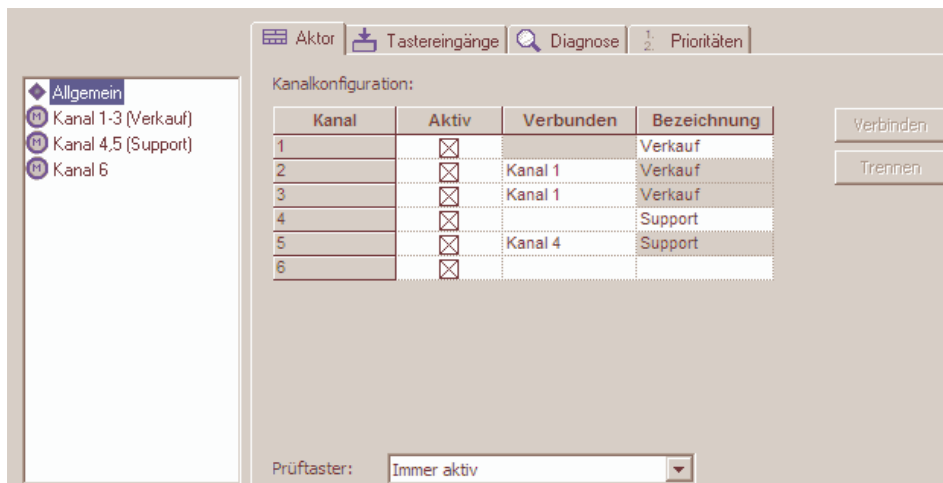 Aktor Tastereingänge Diagnose 1. 2. Prioritäten
Allgemein
Kanal 1-3 (Verkauf)
Kanal 4,5 (Support)
Kanal 6
Kanalkonfiguration:
Kanal Aktiv Verbunden Bezeichnung
1 Verkauf
2 Kanal 1 Verkauf
3 Kanal 1 Verkauf
4 Support
5 Kanal 4 Support
6
Verbinden
Trennen
Prüftaster: Immer aktiv